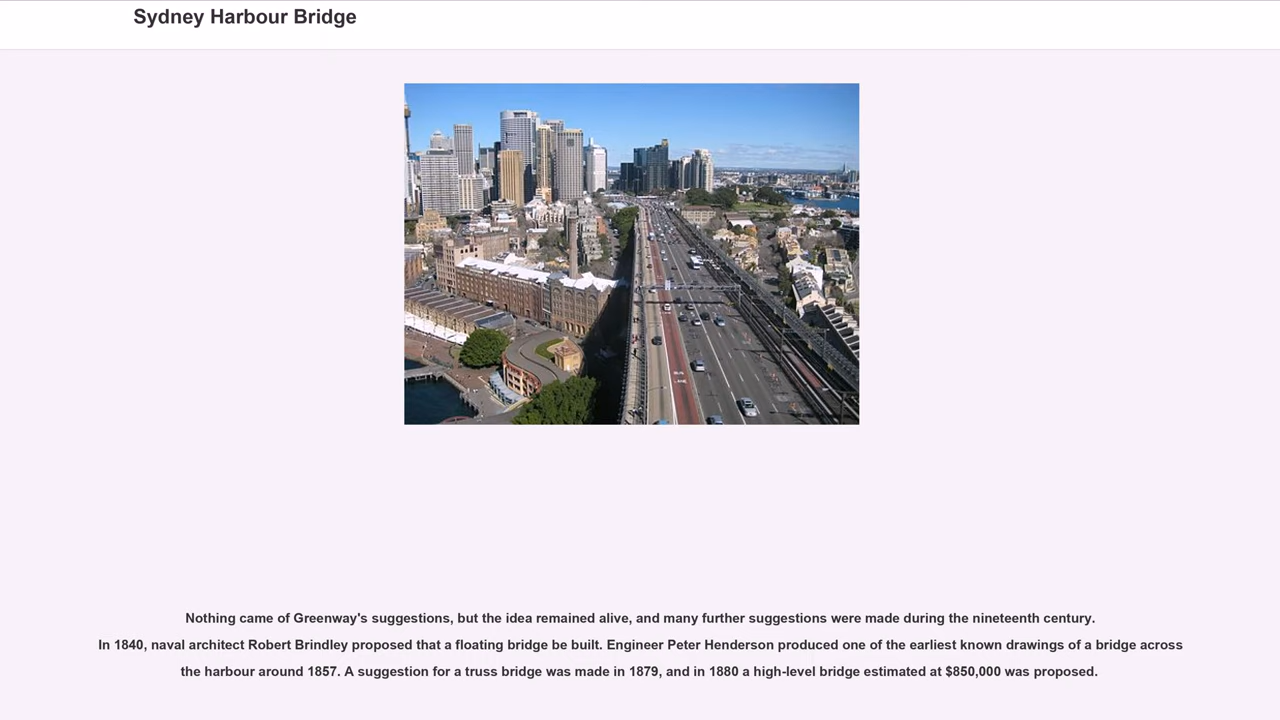 Sydney Harbour Bridge
Nothing came of Greenway's suggestions, but the idea remained alive, and many further suggestions were made during the nineteenth century.
In 1840, naval architect Robert Brindley proposed that a floating bridge be built. Engineer Peter Henderson produced one of the earliest known drawings of a bridge across
the harbour around 1857. A suggestion for a truss bridge was made in 1879, and in 1880 a high-level bridge estimated at $850,000 was proposed.